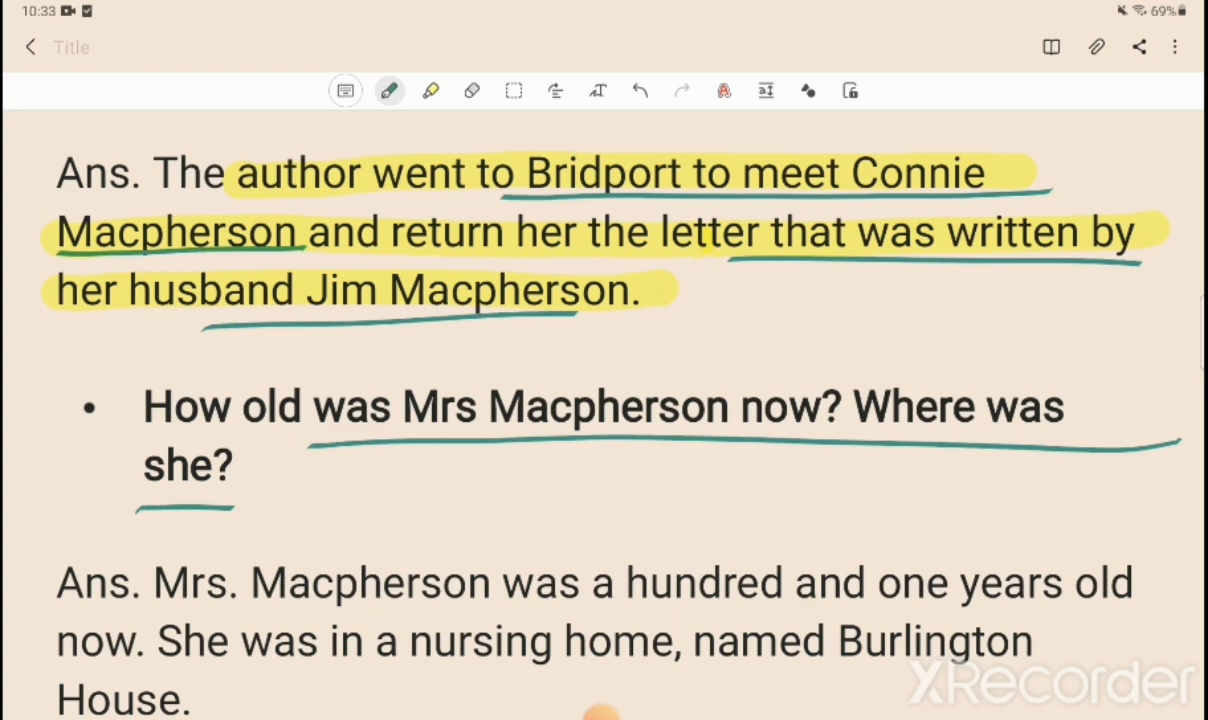 10:33 69%
Title
Ans. The author went to Bridport to meet Connie
Macpherson and return her the letter that was written by
her husband Jim Macpherson.
• How old was Mrs Macpherson now? Where was
she?
Ans. Mrs. Macpherson was a hundred and one years old
now. She was in a nursing home, named Burlington
House.
XRecorder